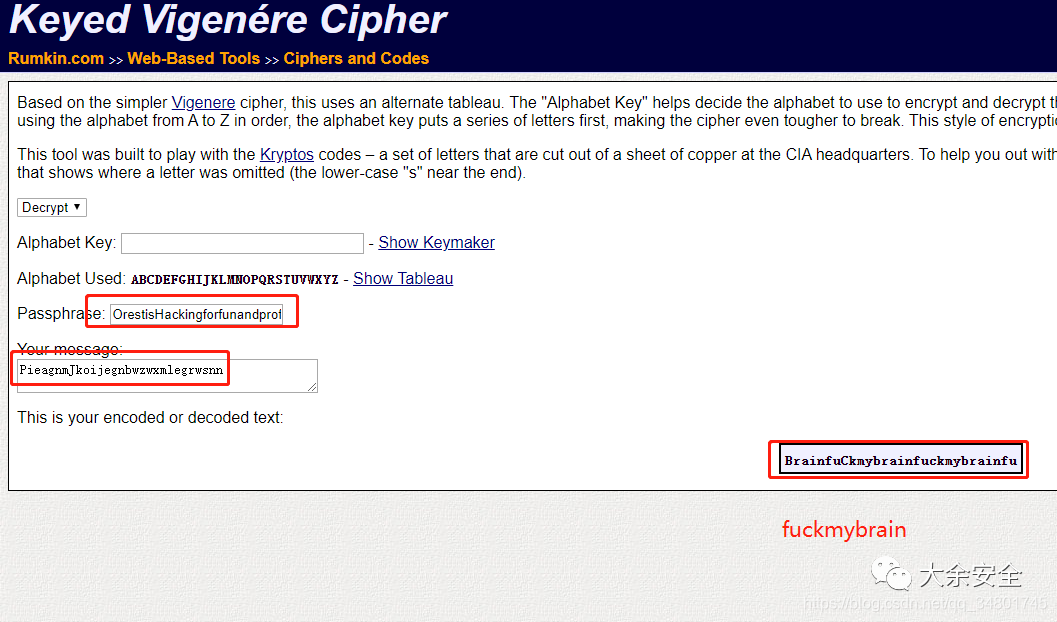 Keyed Vigenére Cipher
Rumkin.com >> Web-Based Tools >> Ciphers and Codes
Based on the simpler Vigenere cipher, this uses an alternate tableau. The "Alphabet Key" helps decide the alphabet to use to encrypt and decrypt
using the alphabet from A to Z in order, the alphabet key puts a series of letters first, making the cipher even tougher to break. This style of
This tool was built to play with the Kryptos codes – a set of letters that are cut out of a sheet of copper at the CIA headquarters. To help you out with
that shows where a letter was omitted (the lower-case "s" near the end).
Decrypt ▼
Alphabet Key: - Show Keymaker
Alphabet Used: ABCDEFGHIJKLMNOPQRSTUVWXYZ - Show Tableau
Passphrase: OrestisHackingforfunandprof
Your message:
PieagnmJkoijegnbwzwxmlegrwsnn
This is your encoded or decoded text:
BrainfuCkmybrainfuckmybrainfu
fuckmybrain
大余安全
https://blog.csdn.net/qq_34801745